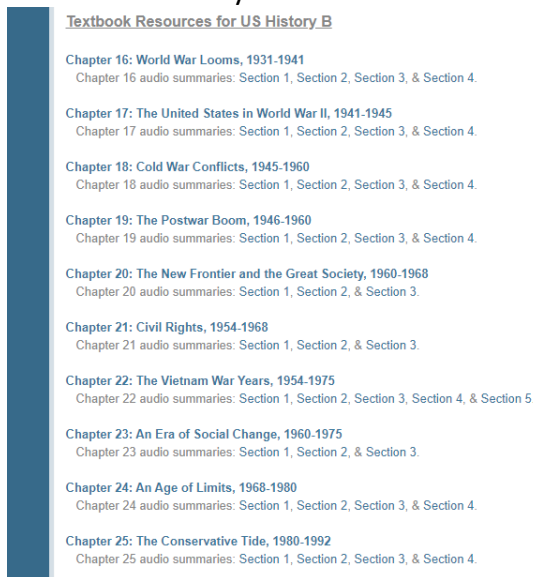 Textbook Resources for US History B
Chapter 16: World War Looms, 1931-1941
Chapter 16 audio summaries: Section 1, Section 2, Section 3, & Section 4.
Chapter 17: The United States in World War II, 1941-1945
Chapter 17 audio summaries: Section 1, Section 2, Section 3, & Section 4.
Chapter 18: Cold War Conflicts, 1945-1960
Chapter 18 audio summaries: Section 1, Section 2, Section 3, & Section 4.
Chapter 19: The Postwar Boom, 1946-1960
Chapter 19 audio summaries: Section 1, Section 2, Section 3, & Section 4.
Chapter 20: The New Frontier and the Great Society, 1960-1968
Chapter 20 audio summaries: Section 1, Section 2, & Section 3.
Chapter 21: Civil Rights, 1954-1968
Chapter 21 audio summaries: Section 1, Section 2, & Section 3.
Chapter 22: The Vietnam War Years, 1954-1975
Chapter 22 audio summaries: Section 1, Section 2, Section 3, Section 4, & Section 5
Chapter 23: An Era of Social Change, 1960-1975
Chapter 23 audio summaries: Section 1, Section 2, & Section 3.
Chapter 24: An Age of Limits, 1968-1980
Chapter 24 audio summaries: Section 1, Section 2, Section 3, & Section 4.
Chapter 25: The Conservative Tide, 1980-1992
Chapter 25 audio summaries: Section 1, Section 2, Section 3, & Section 4.